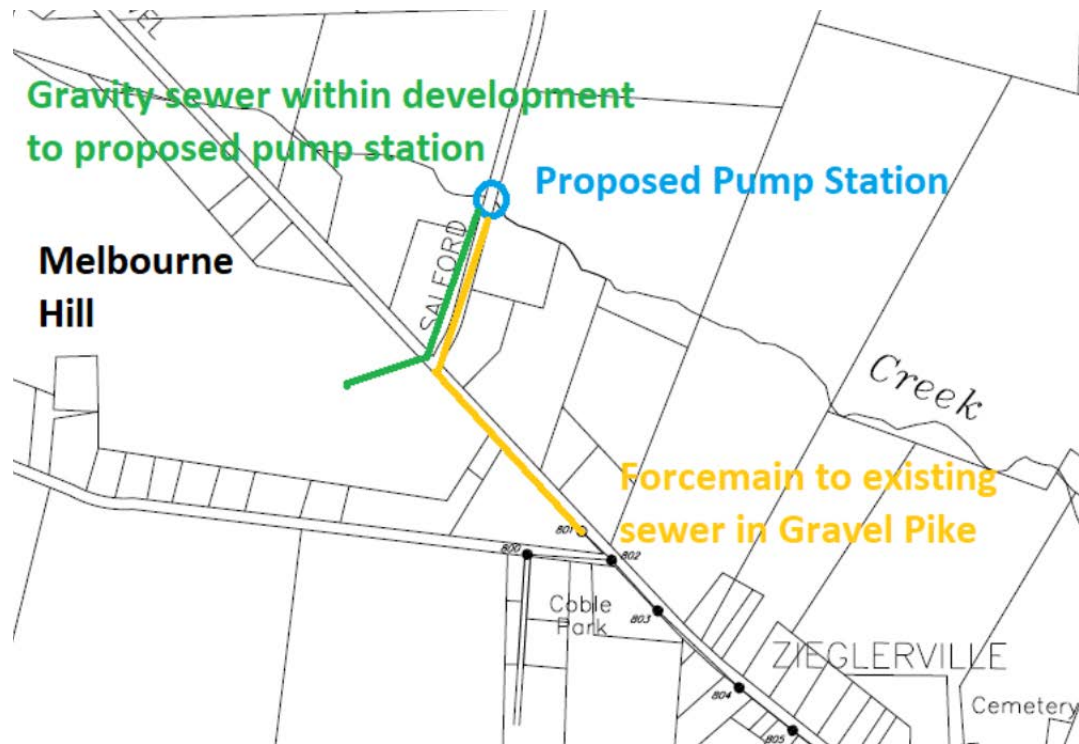 Gravity sewer within development
to proposed pump station
Proposed Pump Station
SALFORD
Melbourne
Hill
Creek
Forcemain to existing
sewer in Gravel Pike
801
800
802
Coble
Park
803
ZIEGLERVILLE
804
Cemetery
805